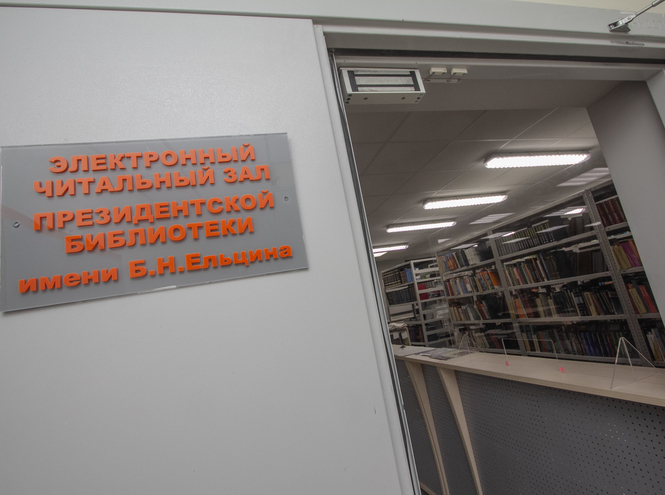 ЭЛЕКТРОННЫЙ
ЧИТАЛЬНЫЙ ЗАЛ
ПРЕЗИДЕНТСКОЙ
БИБЛИОТЕКИ
имени Б.Н.Ельцина